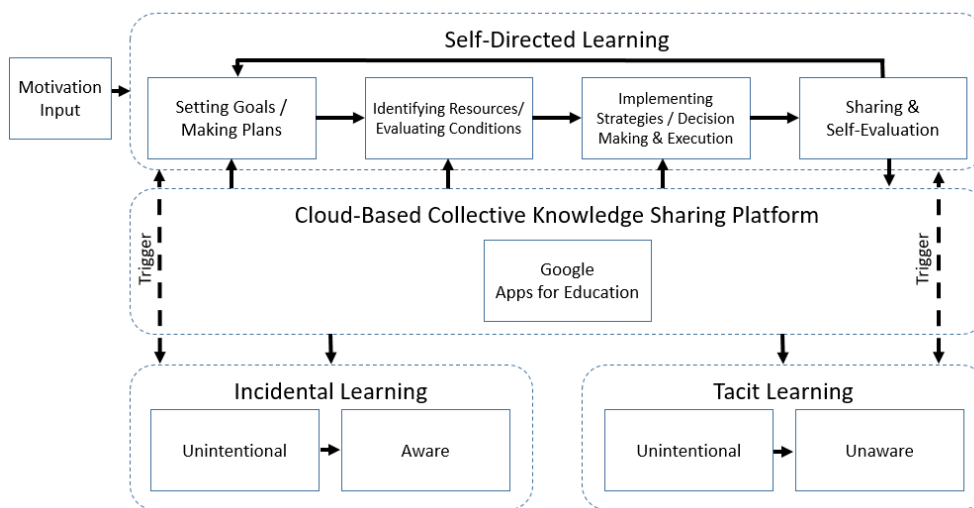 Self-Directed Learning
Motivation
Input
Setting Goals /
Making Plans
Identifying Resources/
Evaluating Conditions
Implementing
Strategies / Decision
Making & Execution
Sharing &
Self-Evaluation
Cloud-Based Collective Knowledge Sharing Platform
Trigger
Google
Apps for Education
Trigger
Incidental Learning
Unintentional
Aware
Tacit Learning
Unintentional
Unaware